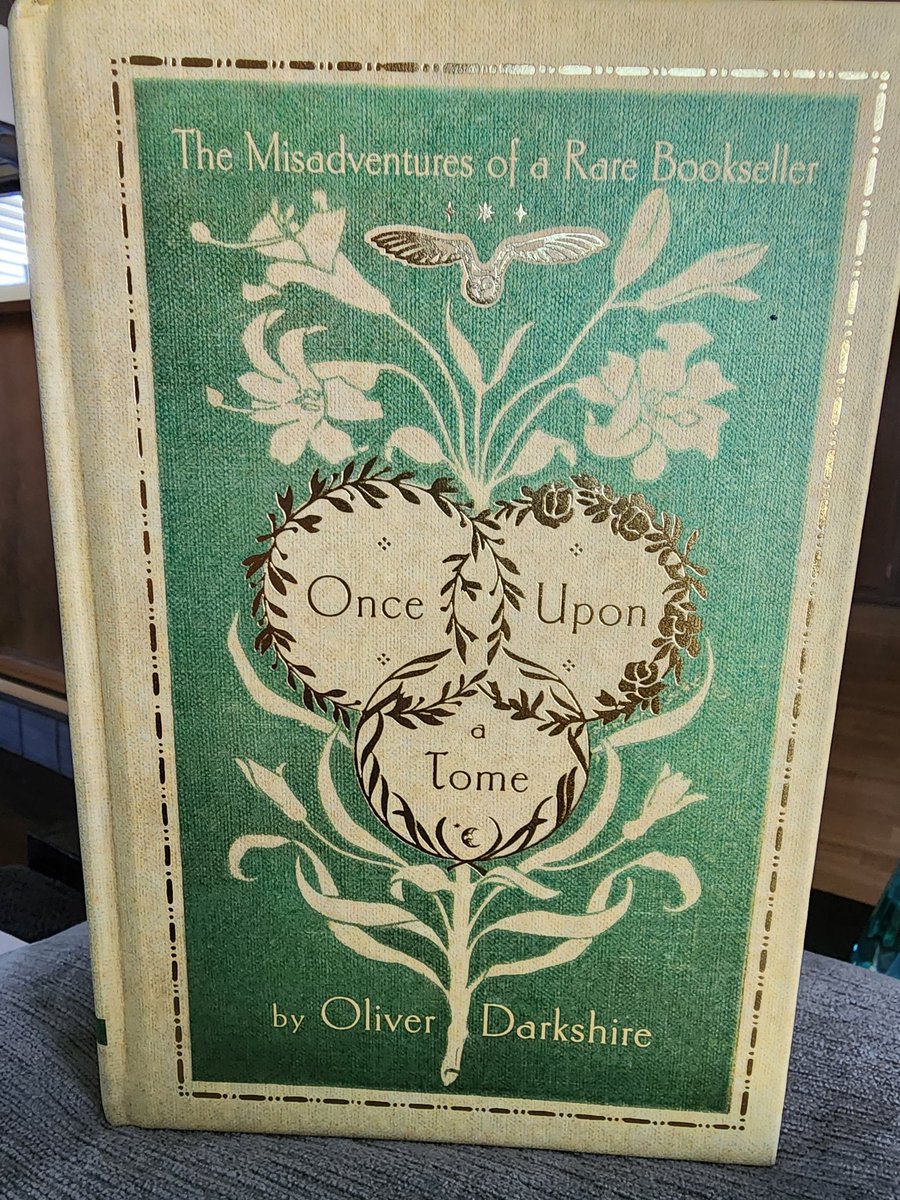 The Misadventures of a Rare Bookseller
Once Upon
a
Tome
by Oliver Darkshire